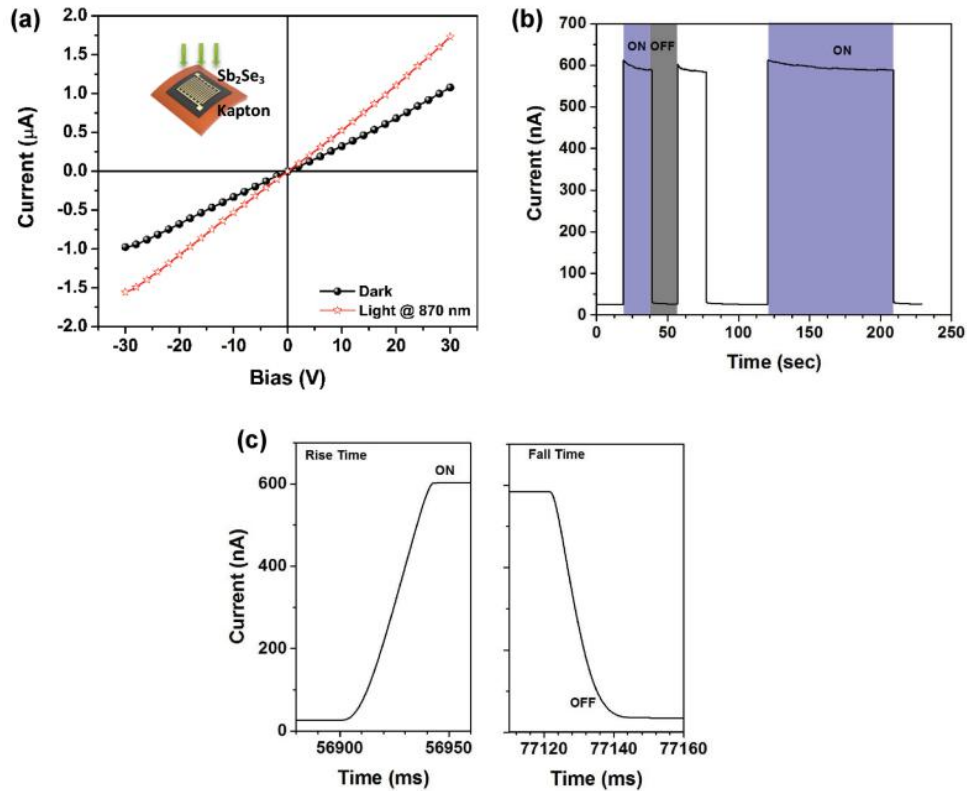 (a)
2.0
1.5
1.0
0.5
0.0
-0.5
-1.0
-1.5
-2.0
Current (μA)
Sb₂Se₃
Kapton
Dark
Light @ 870 nm
-30 -20 -10 0 10 20 30
Bias (V)
(b)
700
600
500
400
300
200
100
0
Current (nA)
ON OFF ON
0 50 100 150 200 250
Time (sec)
(c)
Rise Time
ON
600
400
200
0
Current (nA)
56900 56950
Time (ms)
Fall Time
OFF
77120 77140 77160
Time (ms)